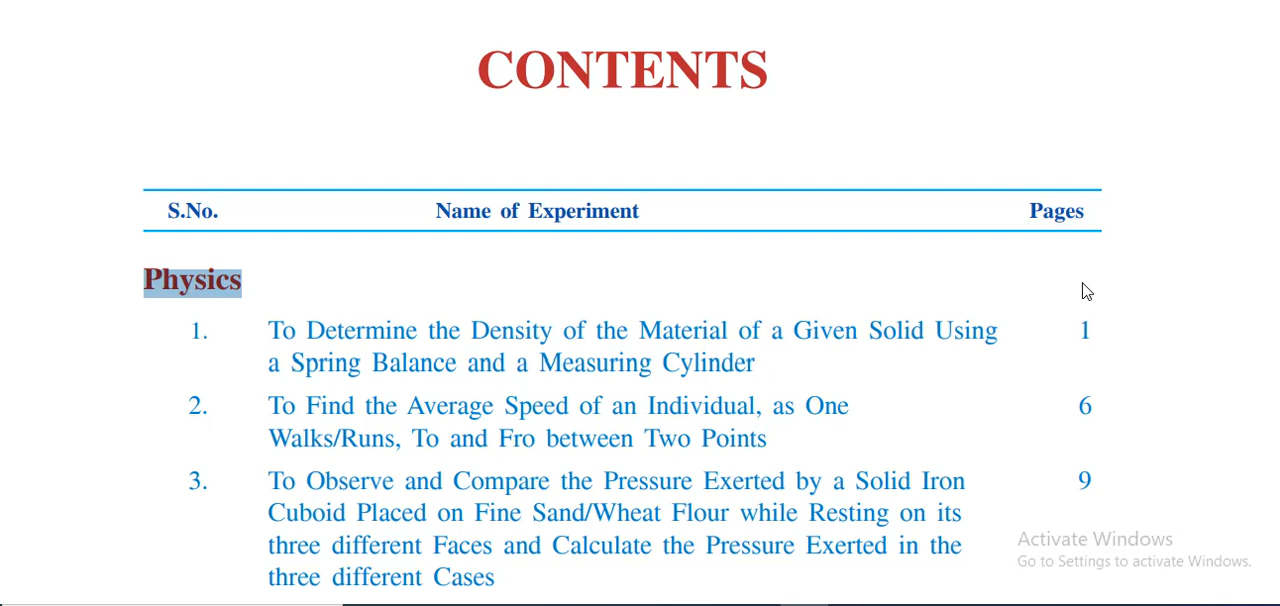 CONTENTS
S.No. Name of Experiment Pages
Physics
1. To Determine the Density of the Material of a Given Solid Using 1
a Spring Balance and a Measuring Cylinder
2. To Find the Average Speed of an Individual, as One 6
Walks/Runs, To and Fro between Two Points
3. To Observe and Compare the Pressure Exerted by a Solid Iron 9
Cuboid Placed on Fine Sand/Wheat Flour while Resting on its
three different Faces and Calculate the Pressure Exerted in the
three different Cases
Activate Windows
Go to Settings to activate Windows.